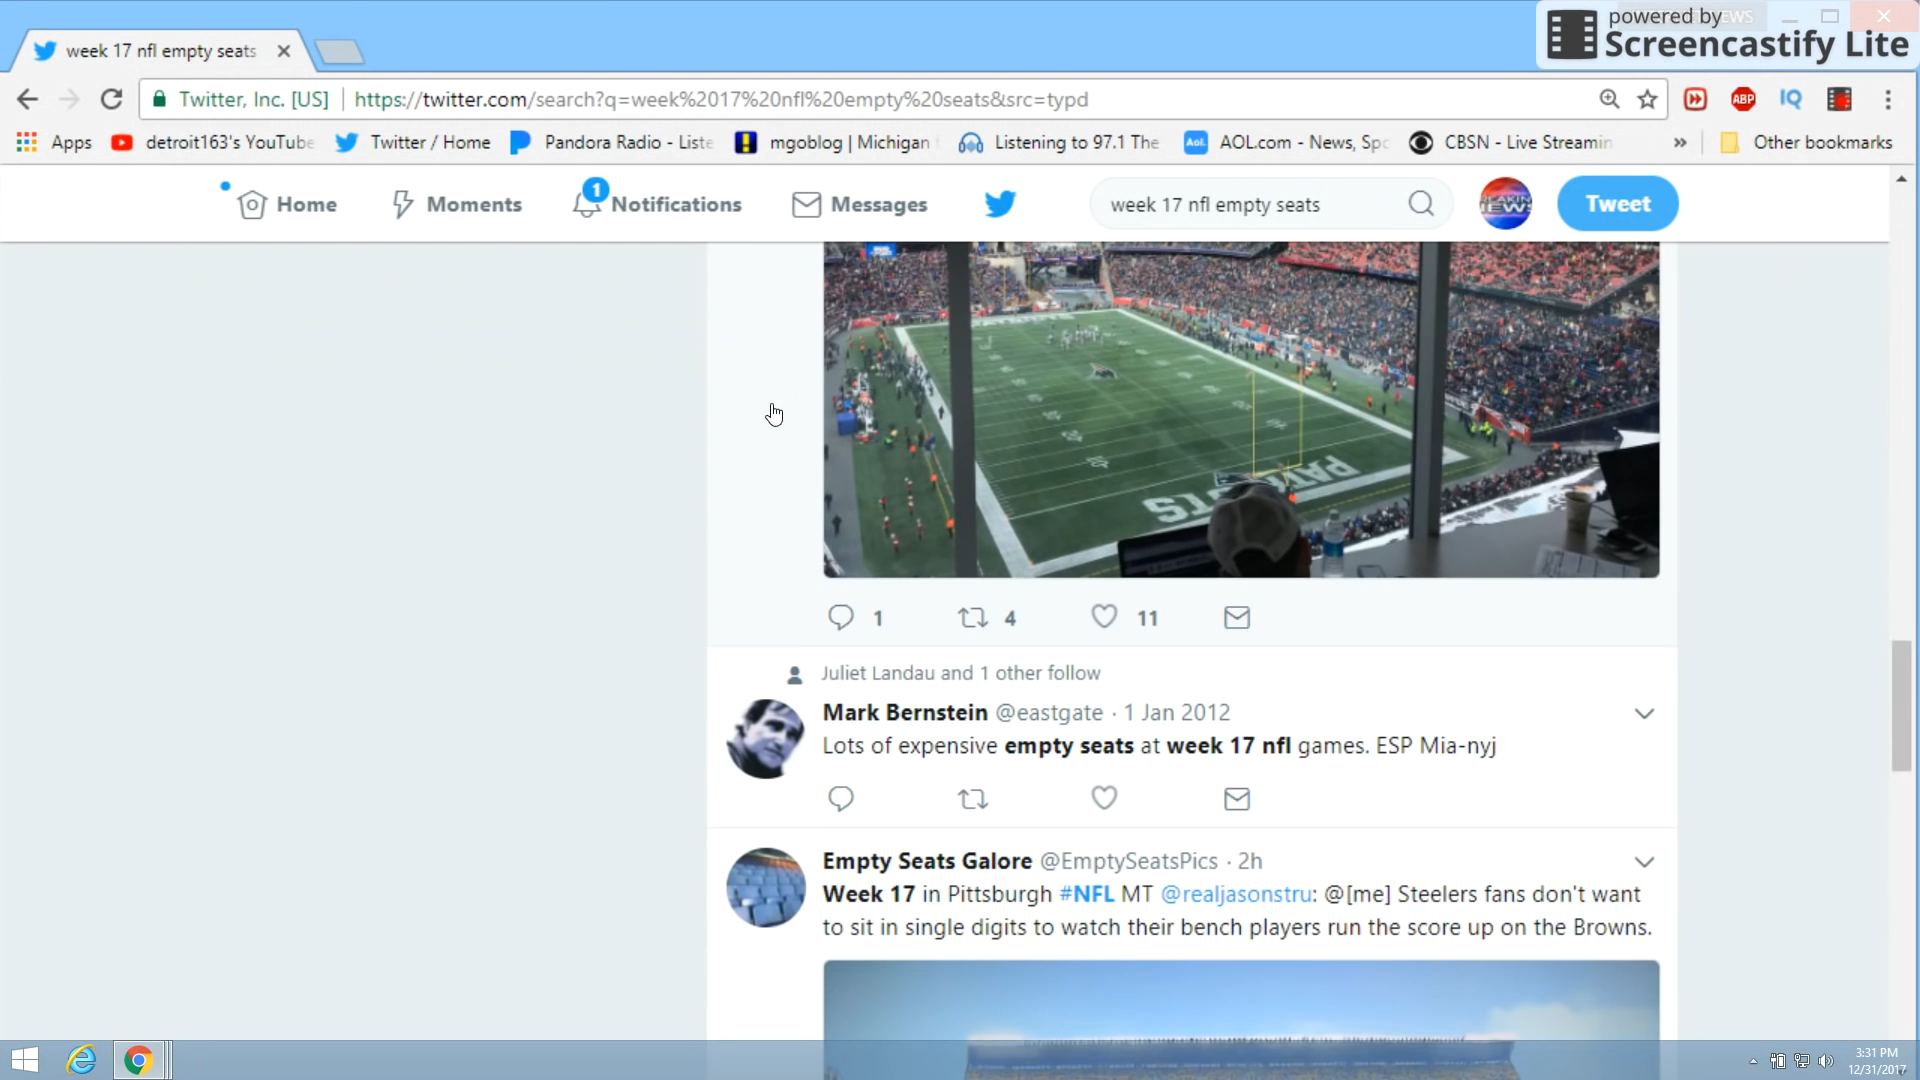 powered by
Screencastify Lite
week 17 nfl empty seats
Twitter, Inc. [US]
https://twitter.com/search?q=week%2017%20nfl%20empty%20seats&src=typd
ABP
IQ
Apps
detroit163's YouTube
Twitter / Home
Pandora Radio - Liste
mgoblog | Michigan
Aol.
Listening to 97.1 The
AOL.com - News, Spo
CBSN - Live Streamin
Other bookmarks
Home
Moments
1
Notifications
Messages
week 17 nfl empty seats
Tweet
PATRIOTS
1
4
11
Juliet Landau and 1 other follow
Mark Bernstein @eastgate · 1 Jan 2012
Lots of expensive empty seats at week 17 nfl games. ESP Mia-nyj
Empty Seats Galore @EmptySeatsPics · 2h
Week 17 in Pittsburgh #NFL MT @realjasonstru: @[me] Steelers fans don't want
to sit in single digits to watch their bench players run the score up on the Browns.
3:31 PM
12/31/2017